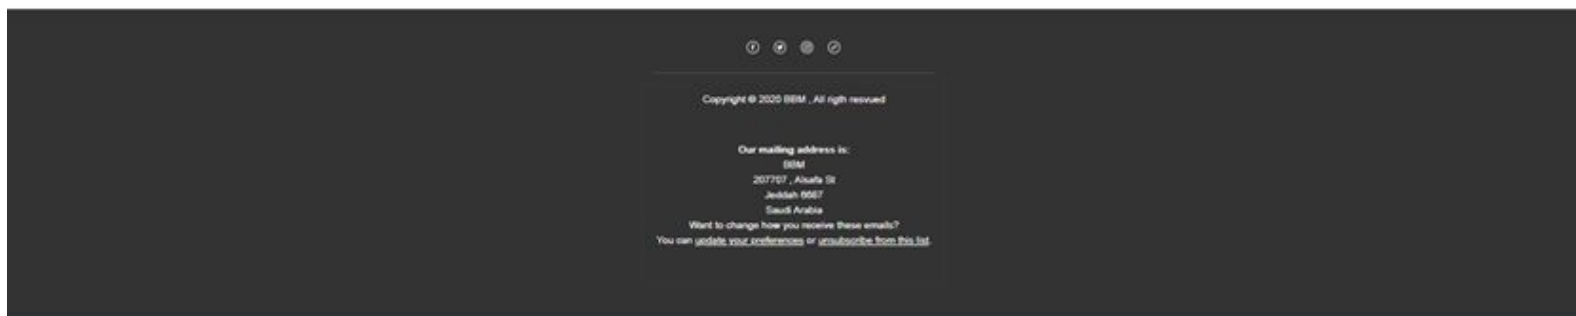 Copyright © 2020 BBM , All rigth resvued
Our mailing address is:
BBM
207707 , Alsafa St
Jeddah 6687
Saudi Arabia
Want to change how you receive these emails?
You can update your preferences or unsubscribe from this list.